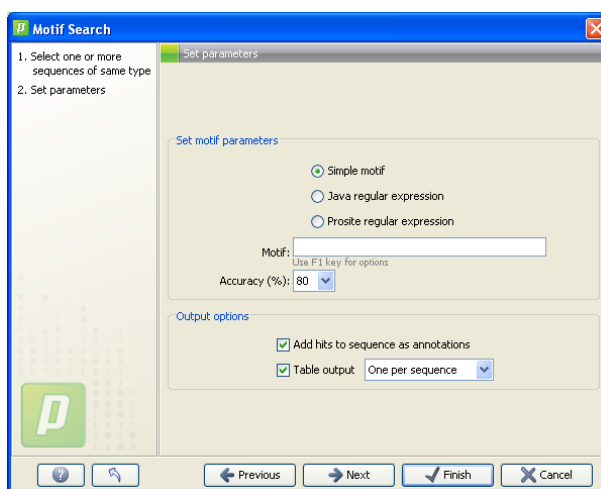 Motif Search
1. Select one or more
sequences of same type
2. Set parameters
Set parameters
Set motif parameters
Simple motif
Java regular expression
Prosite regular expression
Motif:
Use F1 key for options
Accuracy (%): 80
Output options
Add hits to sequence as annotations
Table output One per sequence
Previous Next Finish Cancel